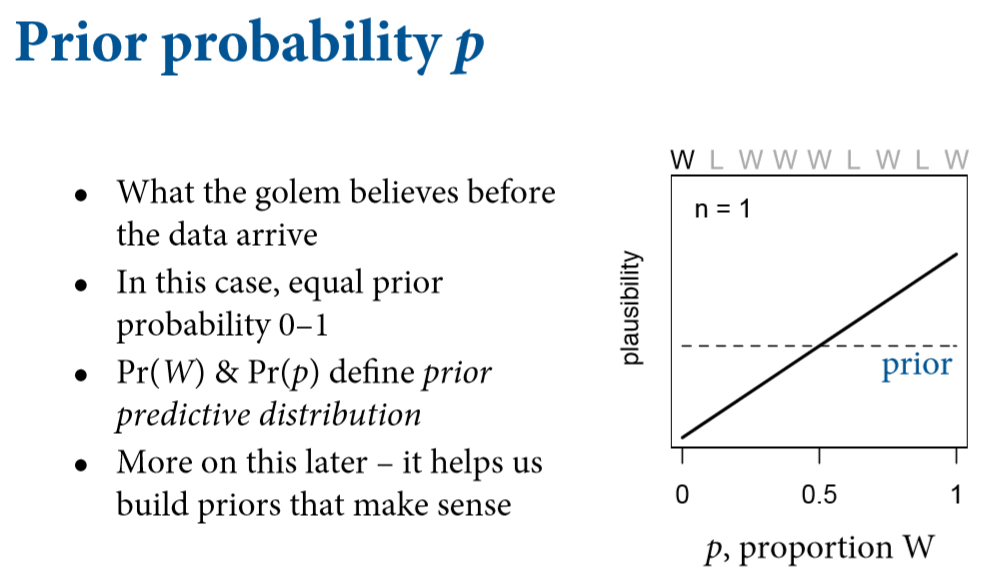 Prior probability p
• What the golem believes before
the data arrive
• In this case, equal prior
probability 0–1
• Pr(W) & Pr(p) define prior
predictive distribution
• More on this later – it helps us
build priors that make sense
W L W W W L W L W
n = 1
plausibility
prior
0 0.5 1
p, proportion W